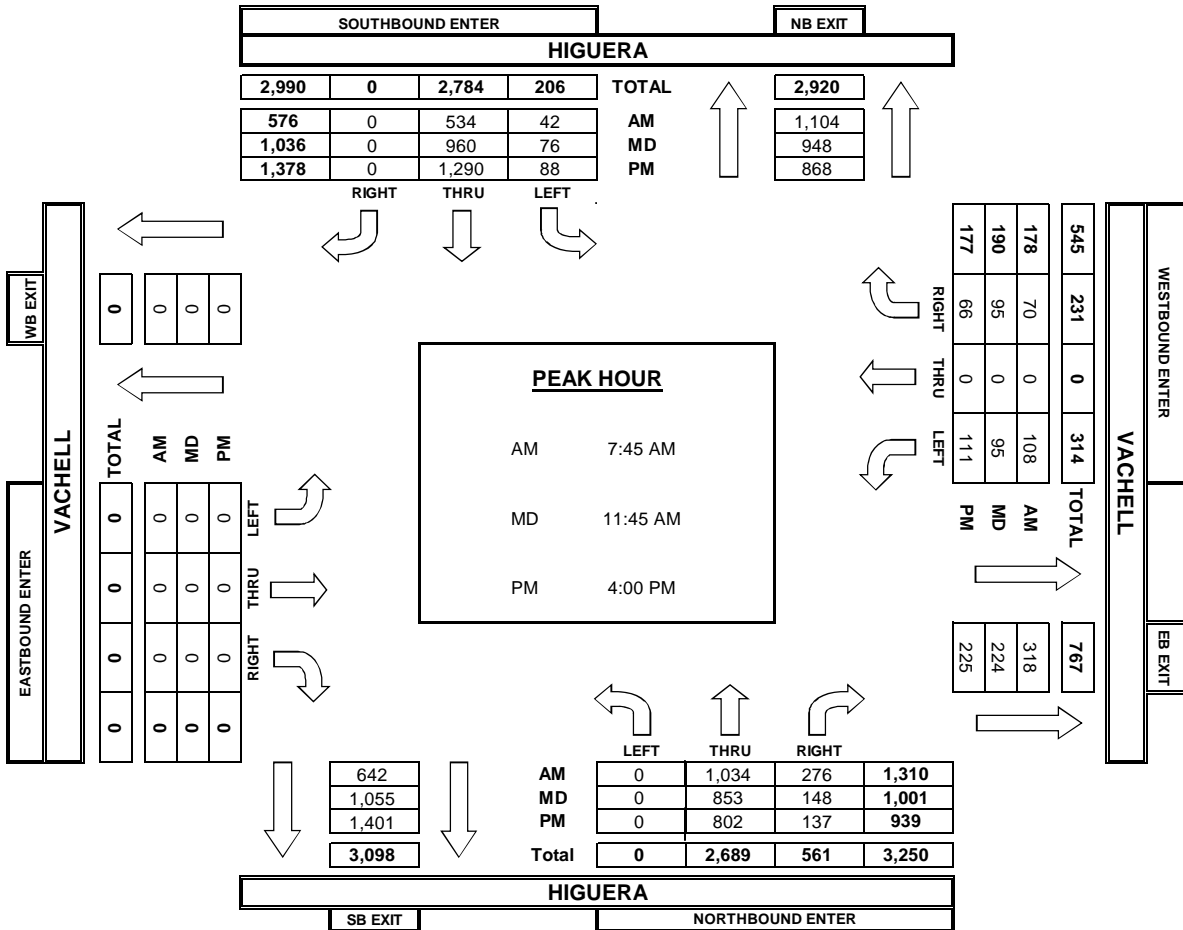 SOUTHBOUND ENTER NB EXIT
HIGUERA
2,990 0 2,784 206 TOTAL 2,920
576 0 534 42 AM 1,104
1,036 0 960 76 MD 948
1,378 0 1,290 88 PM 868
RIGHT THRU LEFT
WB EXIT
VACHELL
EASTBOUND ENTER
0 0 0 0
TOTAL AM MD PM
0 0 0 0 LEFT
0 0 0 0 THRU
0 0 0 0 RIGHT
0 0 0 0
PEAK HOUR
AM 7:45 AM
MD 11:45 AM
PM 4:00 PM
177 190 178 545
RIGHT 66 95 70 231
THRU 0 0 0 0
LEFT 111 95 108 314
PM MD AM TOTAL
225 224 318 767
WESTBOUND ENTER
VACHELL
EB EXIT
LEFT THRU RIGHT
642 AM 0 1,034 276 1,310
1,055 MD 0 853 148 1,001
1,401 PM 0 802 137 939
3,098 Total 0 2,689 561 3,250
HIGUERA
SB EXIT NORTHBOUND ENTER